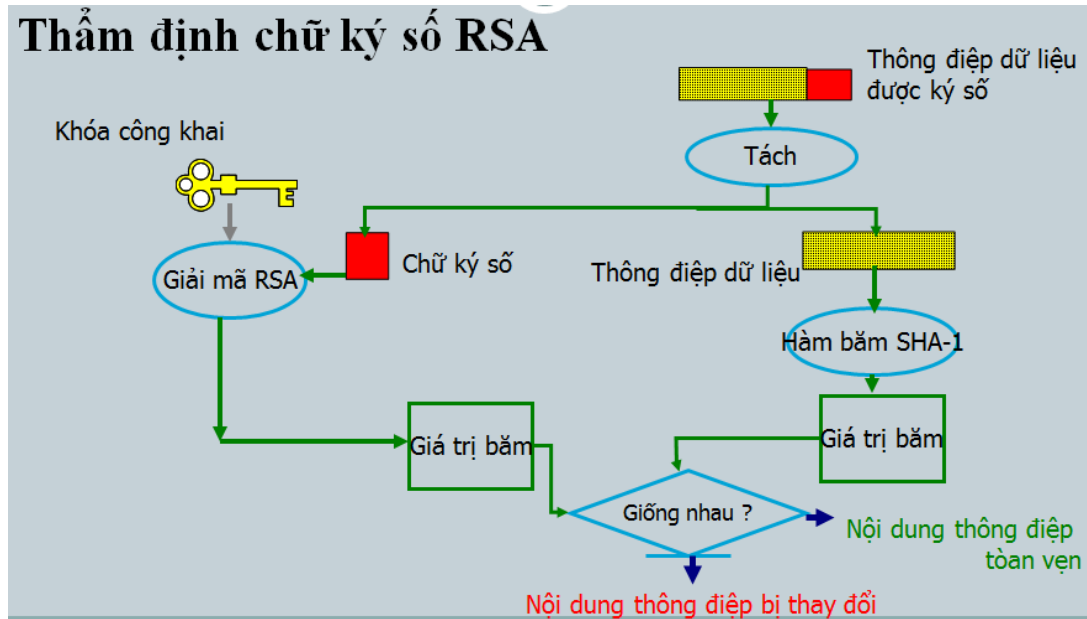 Thẩm định chữ ký số RSA
Thông điệp dữ liệu
được ký số
Khóa công khai
Tách
Chữ ký số
Thông điệp dữ liệu
Giải mã RSA
Hàm băm SHA-1
Giá trị băm
Giá trị băm
Giống nhau ?
Nội dung thông điệp
tòan vẹn
Nội dung thông điệp bị thay đổi